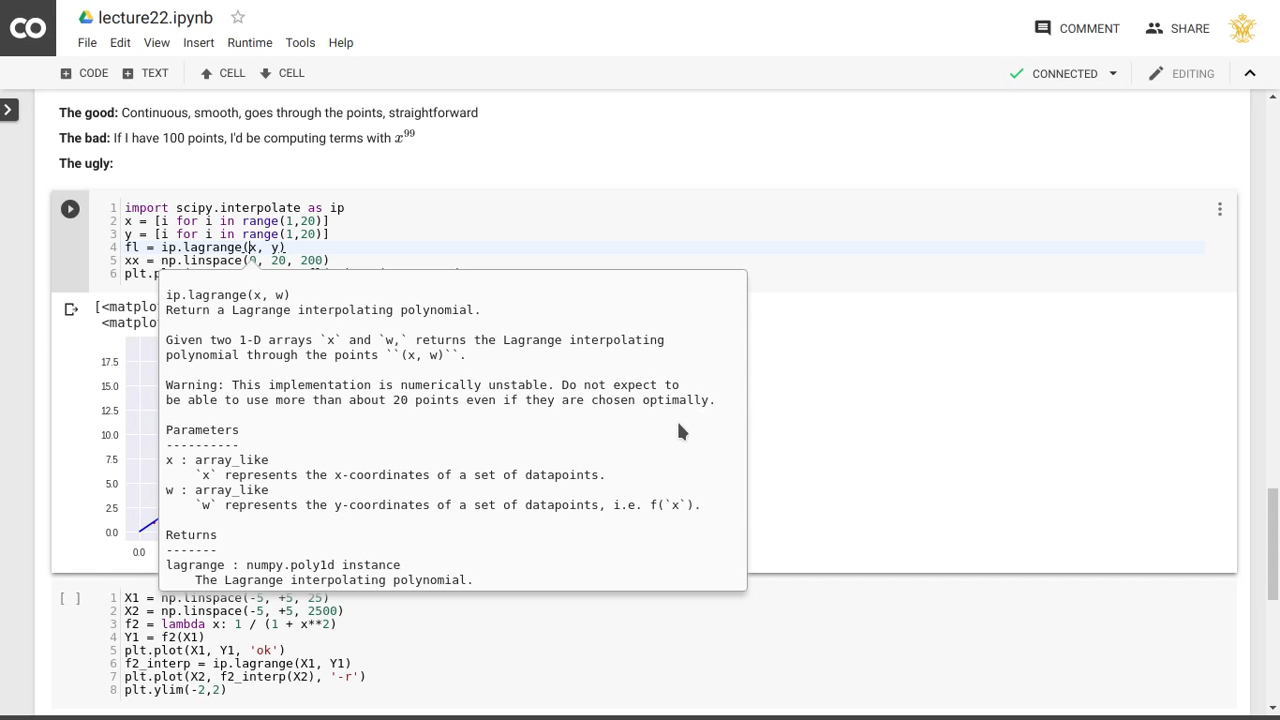 CO
lecture22.ipynb
File Edit View Insert Runtime Tools Help
COMMENT
SHARE
CODE TEXT CELL CELL
CONNECTED
EDITING
The good: Continuous, smooth, goes through the points, straightforward
The bad: If I have 100 points, I'd be computing terms with x^99
The ugly:
1 import scipy.interpolate as ip
2 x = [i for i in range(1,20)]
3 y = [i for i in range(1,20)]
4 fl = ip.lagrange(x, y)
5 xx = np.linspace(0, 20, 200)
6 plt.p
[<matplo
<matplo
17.5
15.0
12.5
10.0
7.5
5.0
2.5
0.0
0.0
ip.lagrange(x, w)
Return a Lagrange interpolating polynomial.
Given two 1-D arrays `x` and `w,` returns the Lagrange interpolating
polynomial through the points ``(x, w)``.
Warning: This implementation is numerically unstable. Do not expect to
be able to use more than about 20 points even if they are chosen optimally.
Parameters
----------
x : array_like
`x` represents the x-coordinates of a set of datapoints.
w : array_like
`w` represents the y-coordinates of a set of datapoints, i.e. f(`x`).
Returns
-------
lagrange : numpy.poly1d instance
The Lagrange interpolating polynomial.
[ ]
1 X1 = np.linspace(-5, +5, 25)
2 X2 = np.linspace(-5, +5, 2500)
3 f2 = lambda x: 1 / (1 + x**2)
4 Y1 = f2(X1)
5 plt.plot(X1, Y1, 'ok')
6 f2_interp = ip.lagrange(X1, Y1)
7 plt.plot(X2, f2_interp(X2), '-r')
8 plt.ylim(-2,2)